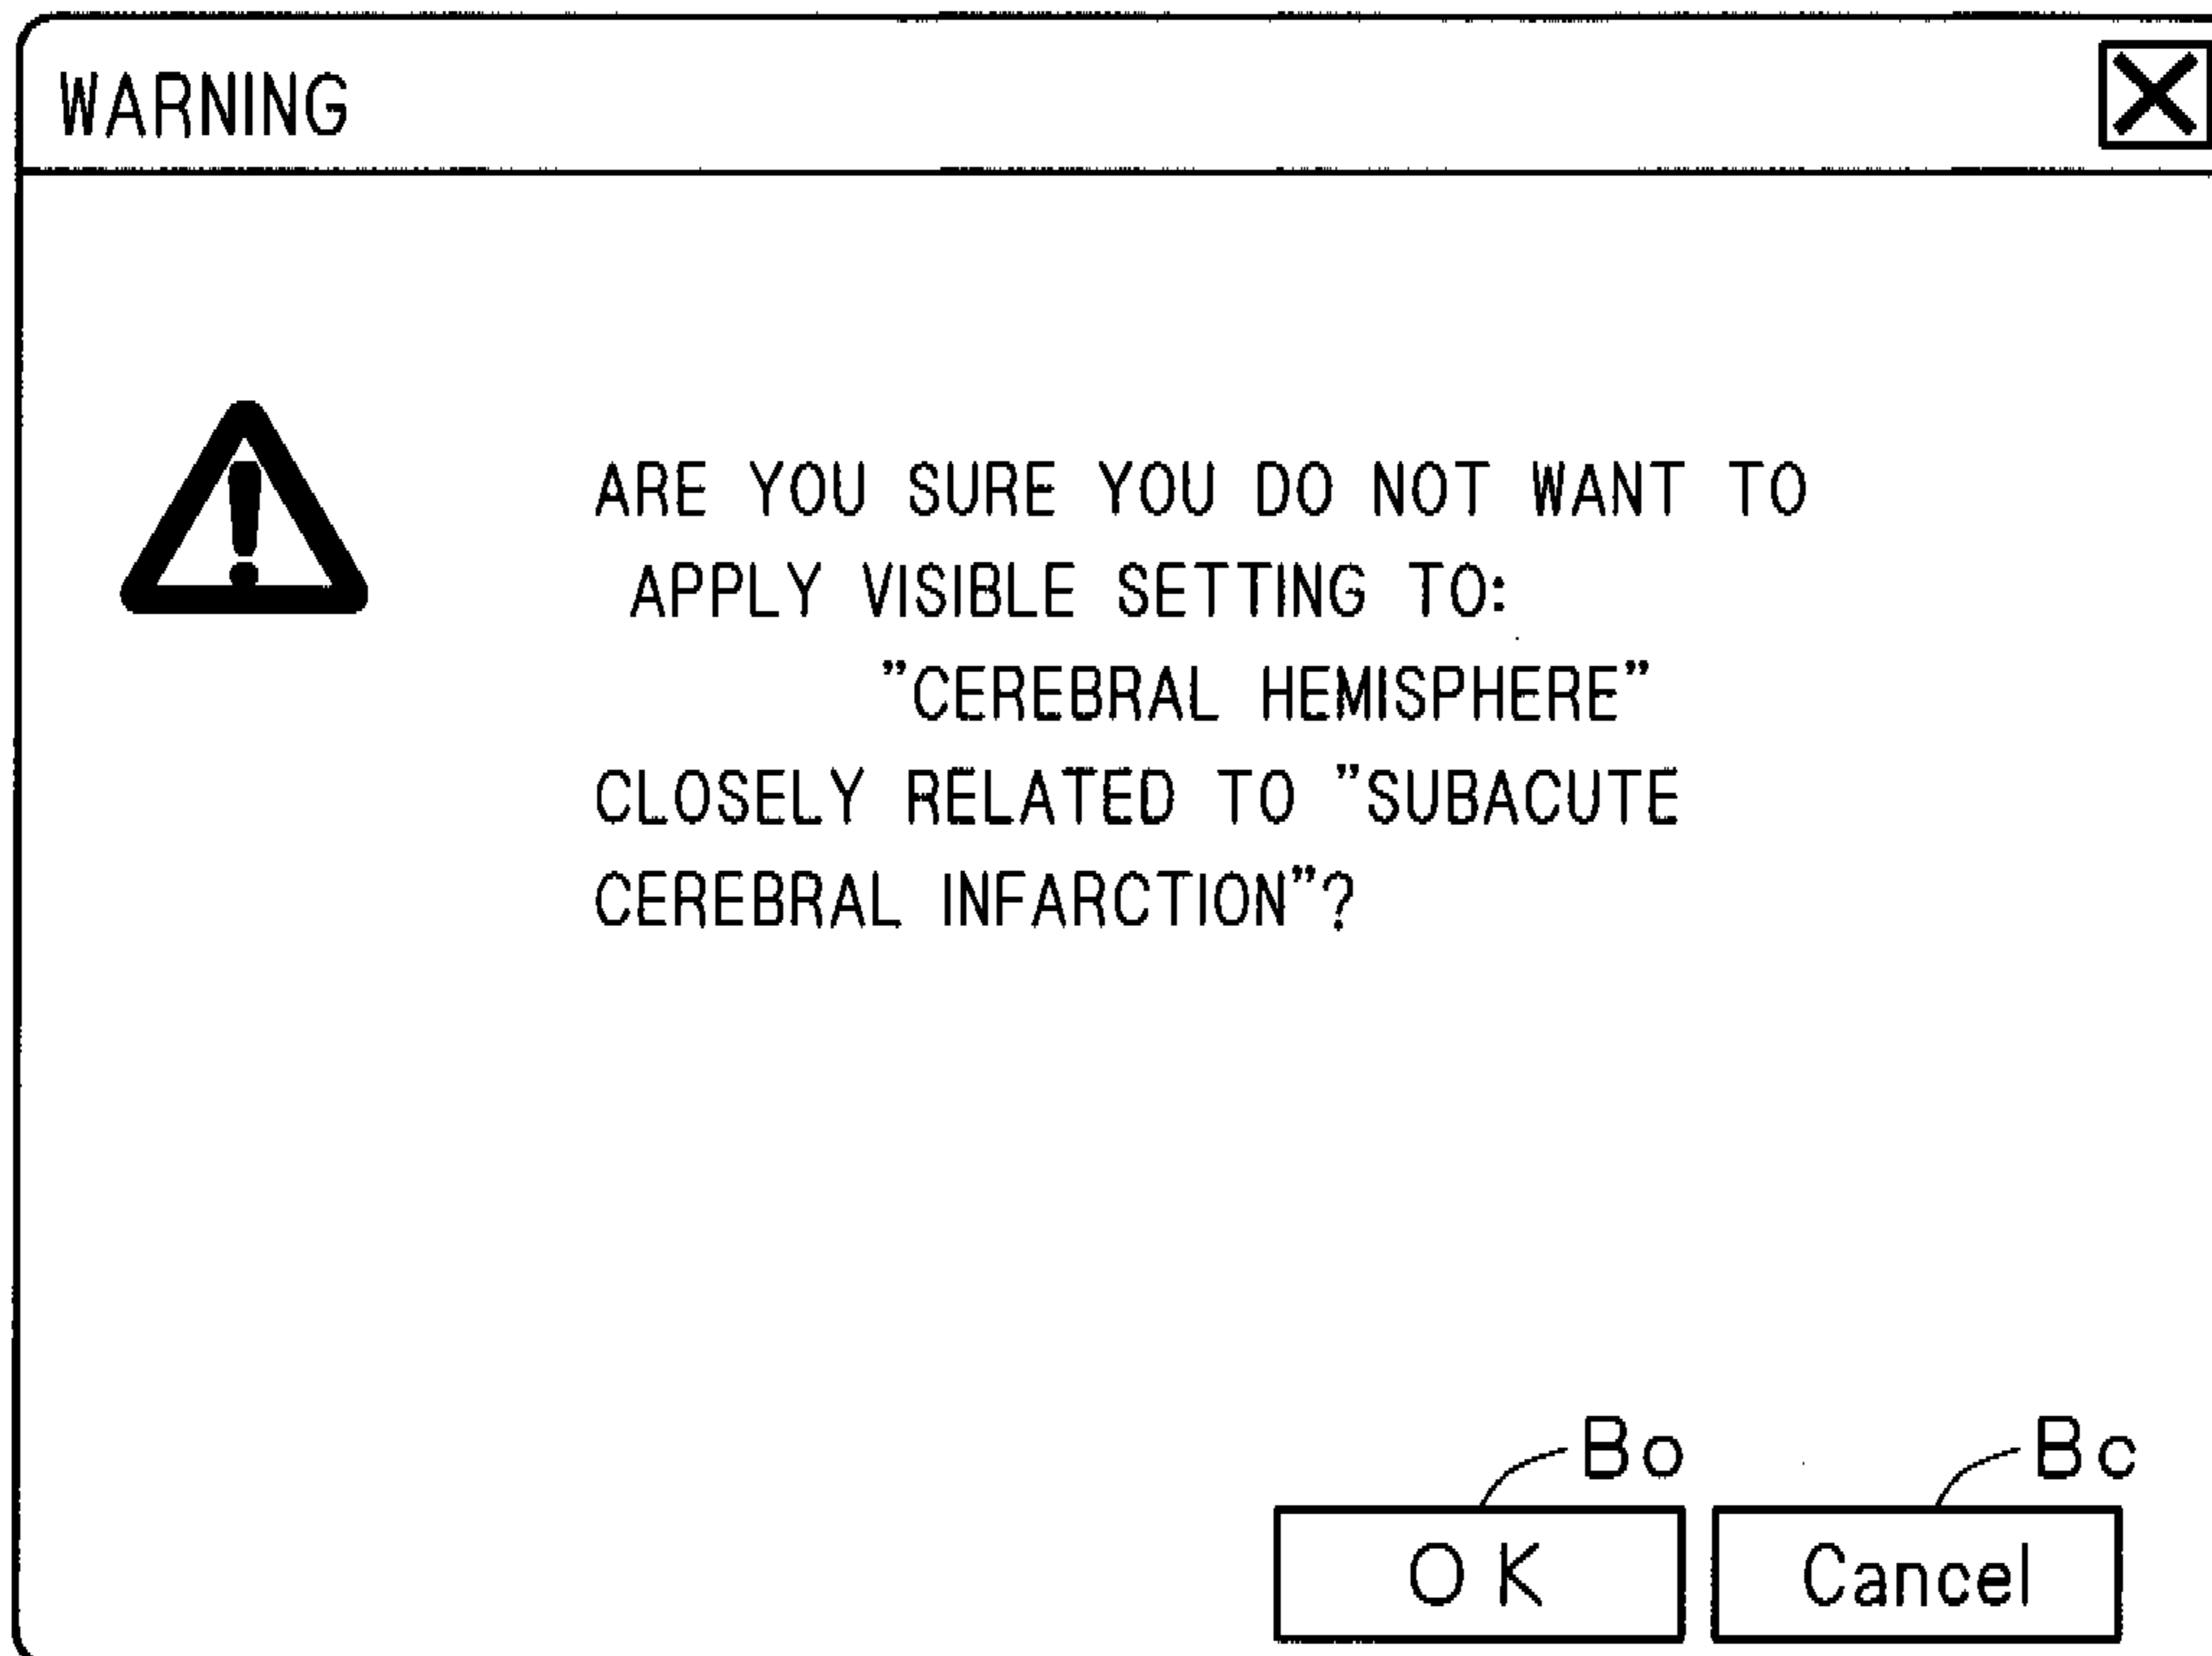 WARNING
ARE YOU SURE YOU DO NOT WANT TO
APPLY VISIBLE SETTING TO:
”CEREBRAL HEMISPHERE”
CLOSELY RELATED TO ”SUBACUTE
CEREBRAL INFARCTION”?
Bo Bc
OK Cancel